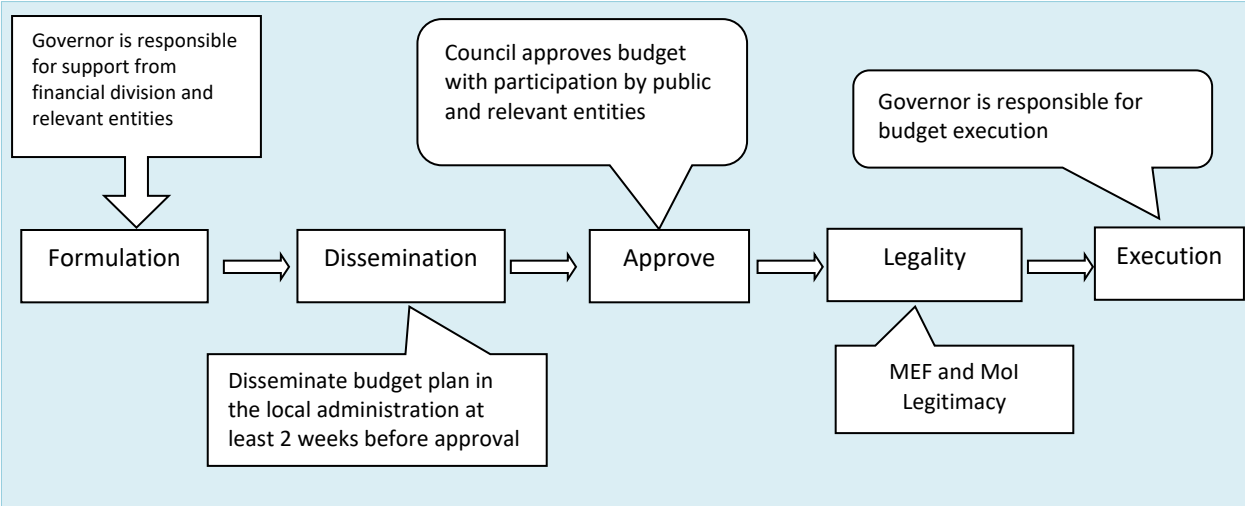 Governor is responsible
for support from
financial division and
relevant entities
Council approves budget
with participation by public
and relevant entities
Governor is responsible for
budget execution
Formulation
Dissemination
Approve
Legality
Execution
Disseminate budget plan in
the local administration at
least 2 weeks before approval
MEF and MoI
Legitimacy